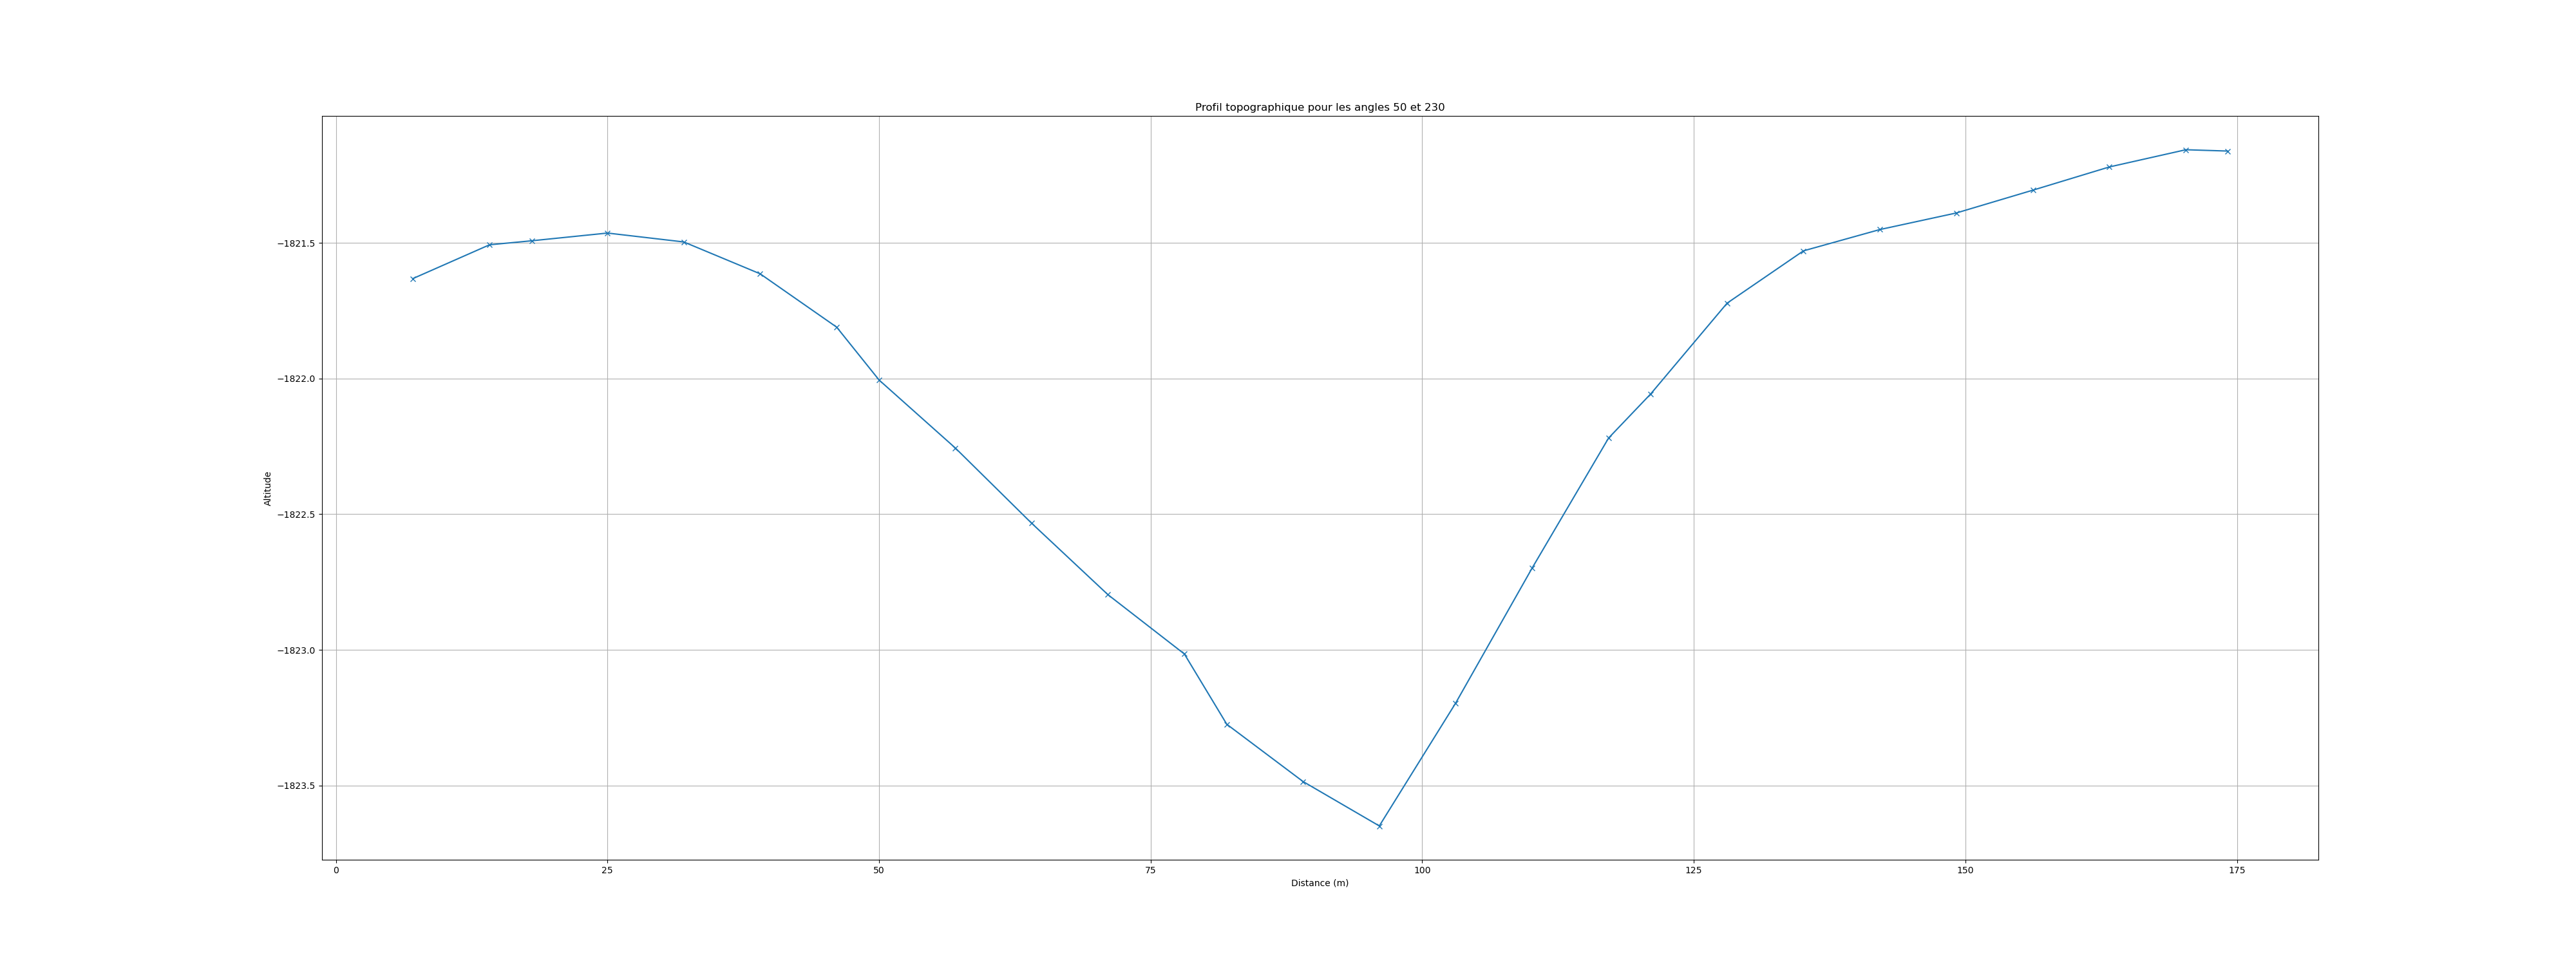 Profil topographique pour les angles 50 et 230
−1821.5
−1822.0
−1822.5
−1823.0
−1823.5
Altitude
0 25 50 75 100 125 150 175
Distance (m)